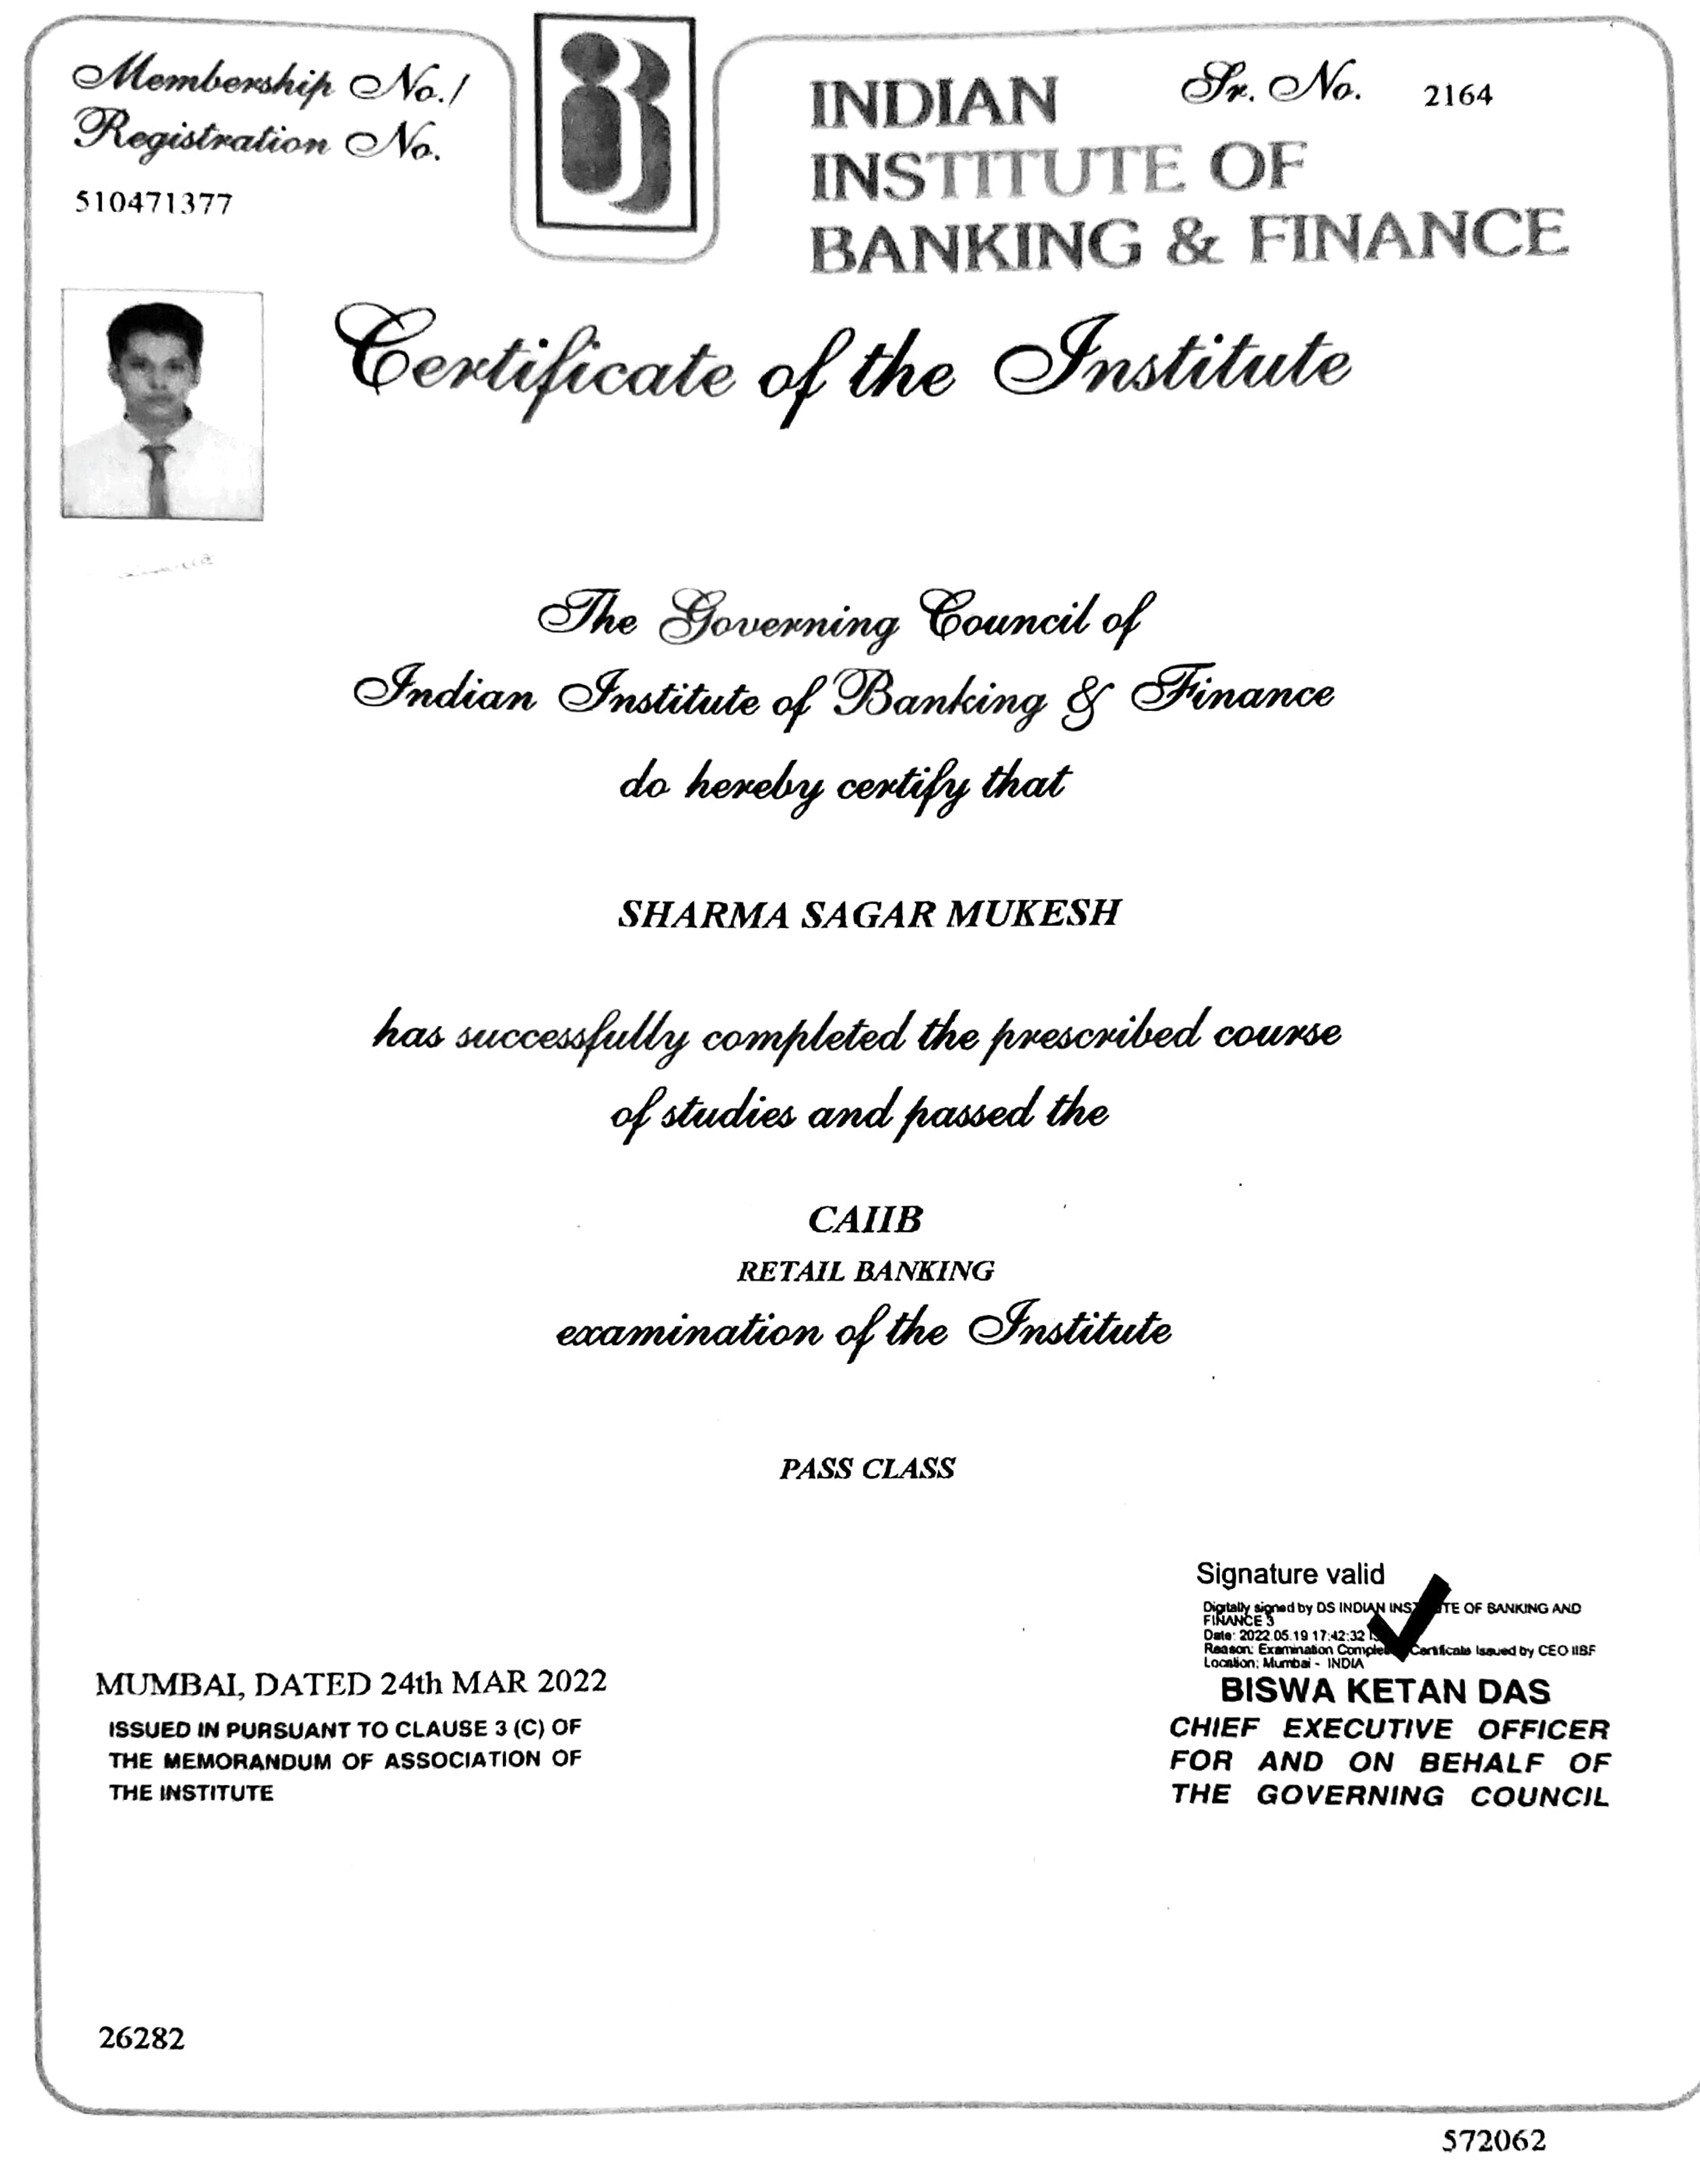 Membership No./
Registration No.
510471377
INDIAN
INSTITUTE OF
BANKING & FINANCE
Sr. No. 2164
Certificate of the Institute
The Governing Council of
Indian Institute of Banking & Finance
do hereby certify that
SHARMA SAGAR MUKESH
has successfully completed the prescribed course
of studies and passed the
CAIIB
RETAIL BANKING
examination of the Institute
PASS CLASS
Signature valid
Digitally signed by DS INDIAN INSTITUTE OF BANKING AND
FINANCE 3
Date: 2022.05.19 17:42:32
Reason: Examination Certificate Issued by CEO IIBF
Location: Mumbai - INDIA
BISWA KETAN DAS
CHIEF EXECUTIVE OFFICER
FOR AND ON BEHALF OF
THE GOVERNING COUNCIL
MUMBAI, DATED 24th MAR 2022
ISSUED IN PURSUANT TO CLAUSE 3 (C) OF
THE MEMORANDUM OF ASSOCIATION OF
THE INSTITUTE
26282
572062